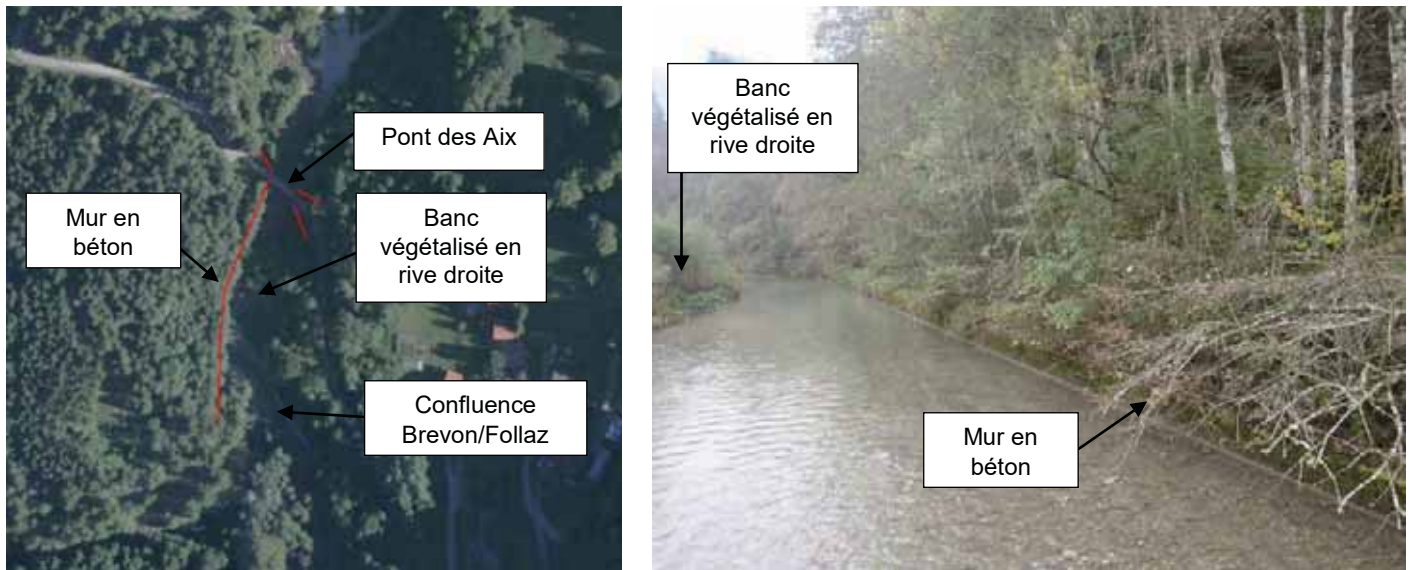 Pont des Aix
Mur en
béton
Banc
végétalisé en
rive droite
Confluence
Brevon/Follaz
Banc
végétalisé en
rive droite
Mur en
béton